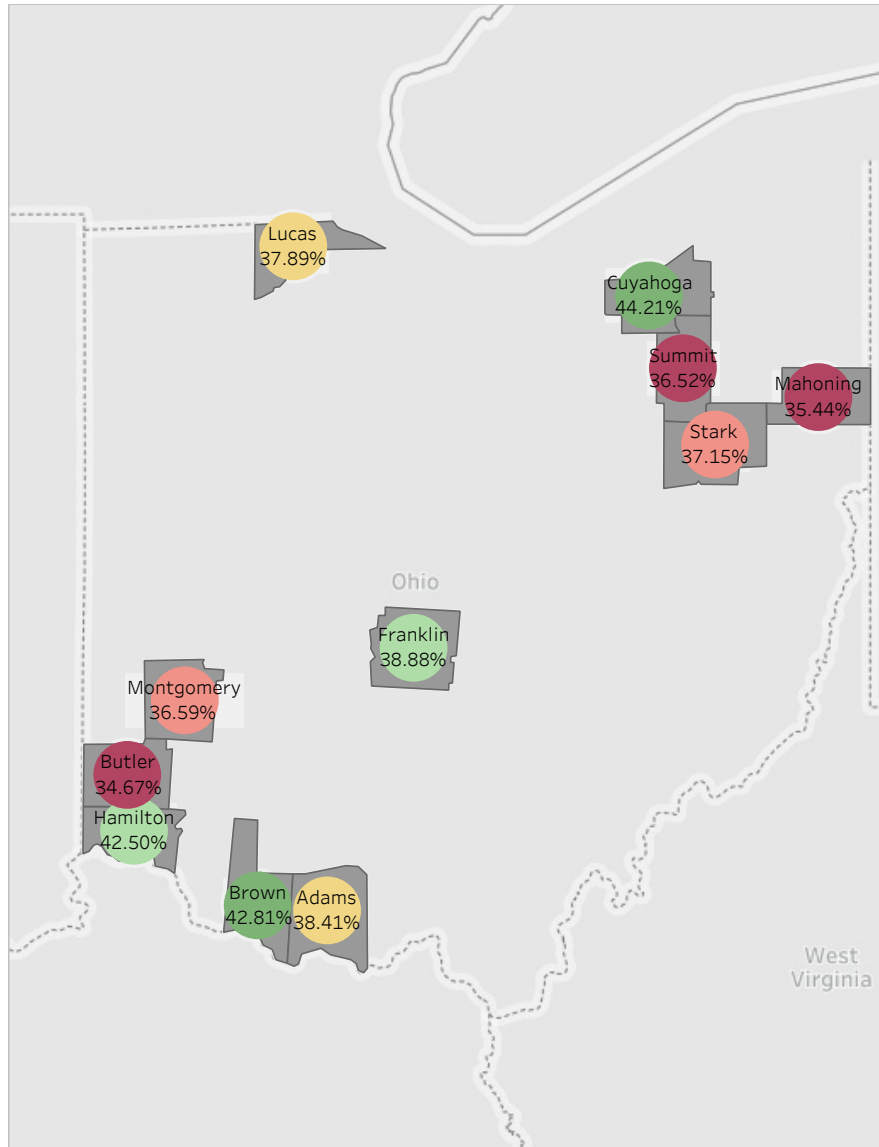 Lucas
37.89%
Cuyahoga
44.21%
Summit
36.52%
Mahoning
35.44%
Stark
37.15%
Ohio
Franklin
38.88%
Montgomery
36.59%
Butler
34.67%
Hamilton
42.50%
Brown
42.81%
Adams
38.41%
West
Virginia